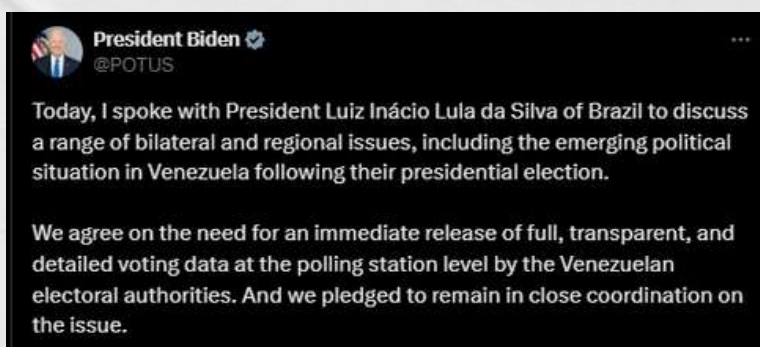 President Biden
@POTUS
Today, I spoke with President Luiz Inácio Lula da Silva of Brazil to discuss
a range of bilateral and regional issues, including the emerging political
situation in Venezuela following their presidential election.
We agree on the need for an immediate release of full, transparent, and
detailed voting data at the polling station level by the Venezuelan
electoral authorities. And we pledged to remain in close coordination on
the issue.